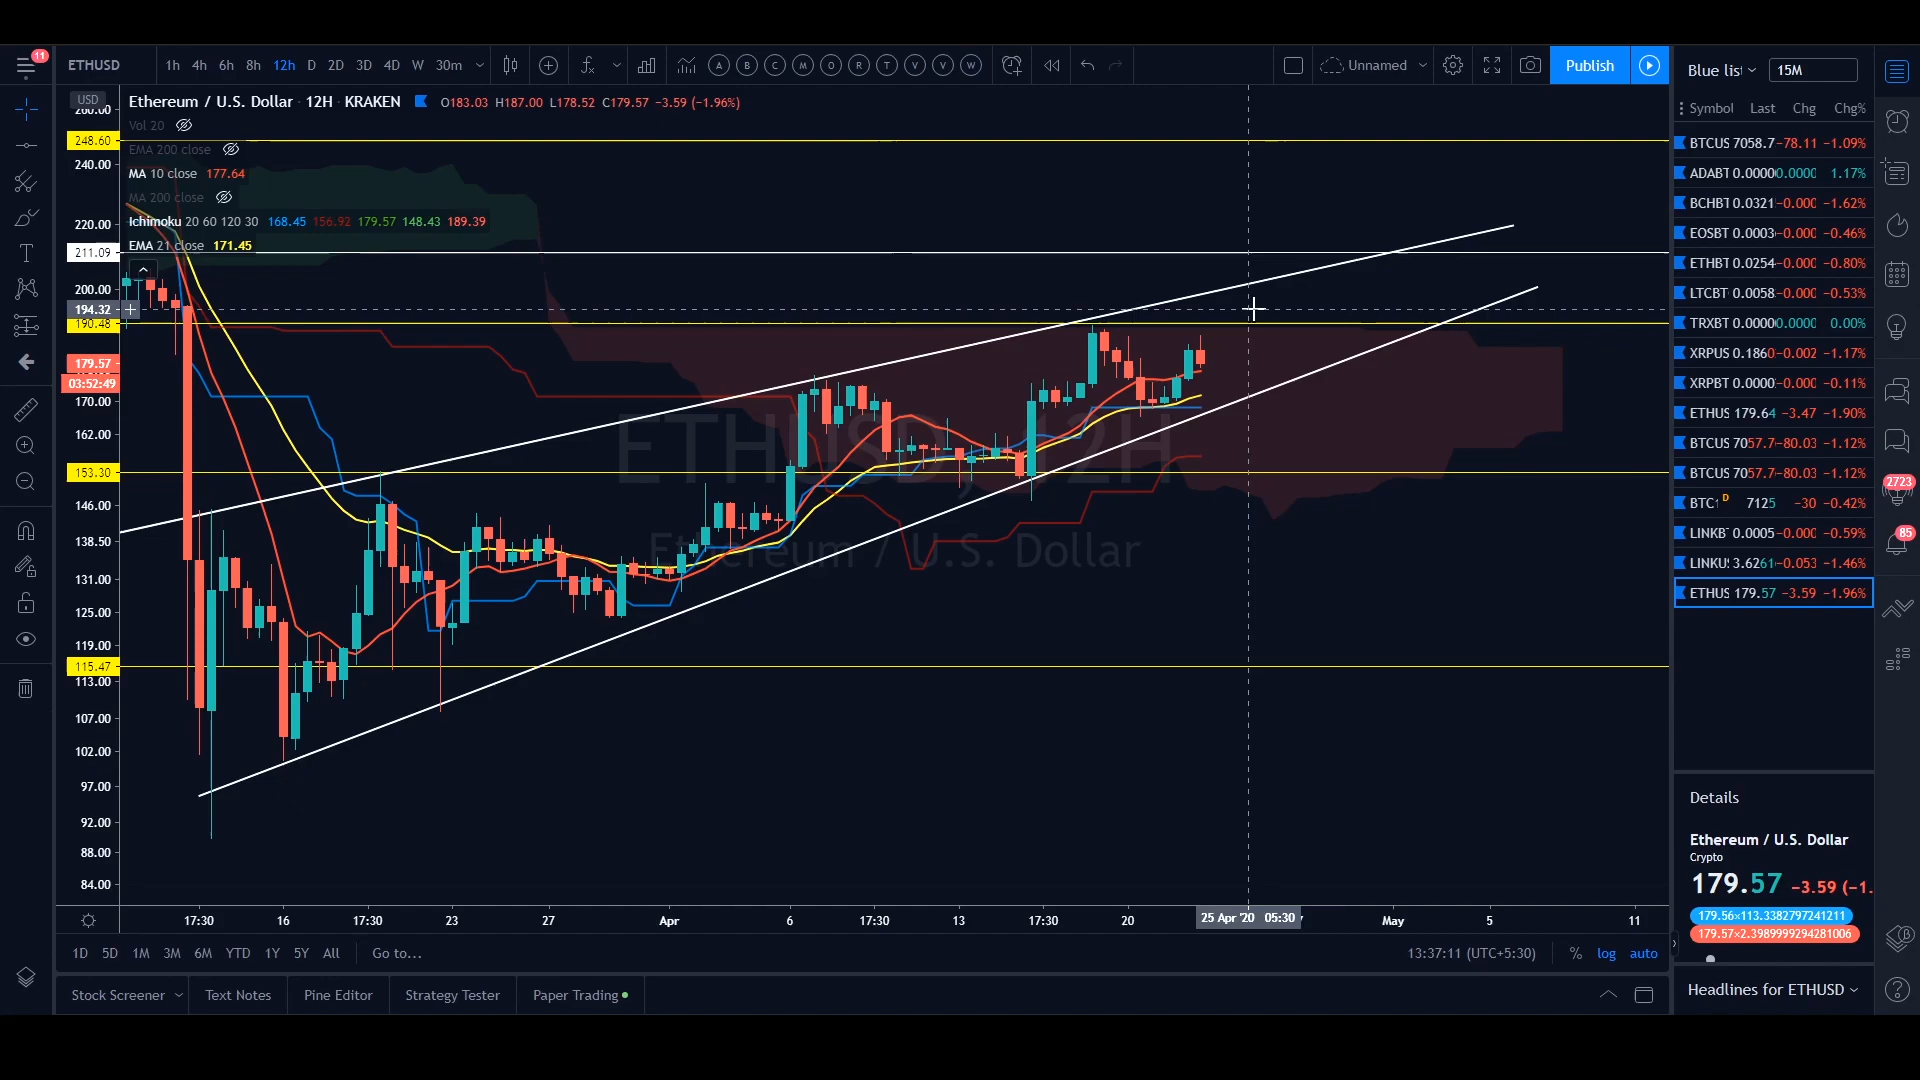 11
ETHUSD 1h 4h 6h 8h 12h D 2D 3D 4D W 30m A B C M O R T V V W Unnamed Publish
Blue list 15M
USD
Ethereum / U.S. Dollar · 12H · KRAKEN O183.03 H187.00 L178.52 C179.57 −3.59 (−1.96%)
Vol 20
EMA 200 close
MA 10 close 177.64
MA 200 close
Ichimoku 20 60 120 30 168.45 156.92 179.57 148.43 189.39
EMA 21 close 171.45
260.00
248.60
240.00
220.00
211.09
200.00
194.32
190.48
179.57
03:52:49
170.00
162.00
153.30
146.00
138.50
131.00
125.00
119.00
115.47
113.00
107.00
102.00
97.00
92.00
88.00
84.00
ETHUSD, 12H
Ethereum / U.S. Dollar
17:30 16 17:30 23 27 Apr 6 17:30 13 17:30 20 25 Apr '20 05:30 May 5 11
1D 5D 1M 3M 6M YTD 1Y 5Y All Go to... 13:37:11 (UTC+5:30) % log auto
Stock Screener Text Notes Pine Editor Strategy Tester Paper Trading
Symbol Last Chg Chg%
BTCUS 7058.7 −78.11 −1.09%
ADABT 0.0000 0.0000 1.17%
BCHBT 0.0321 −0.000 −1.62%
EOSBT 0.0003 −0.000 −0.46%
ETHBT 0.0254 −0.000 −0.80%
LTCBT 0.0058 −0.000 −0.53%
TRXBT 0.0000 0.0000 0.00%
XRPUS 0.1860 −0.002 −1.17%
XRPBT 0.0000 −0.000 −0.11%
ETHUS 179.64 −3.47 −1.90%
BTCUS 7057.7 −80.03 −1.12%
BTCUS 7057.7 −80.03 −1.12%
BTC1 D 7125 −30 −0.42%
LINKBT 0.0005 −0.000 −0.59%
LINKUS 3.6261 −0.053 −1.46%
ETHUS 179.57 −3.59 −1.96%
2723
85
Details
Ethereum / U.S. Dollar
Crypto
179.57 −3.59 (−1.
179.56×113.3382797241211
179.57×2.3989999294281006
Headlines for ETHUSD